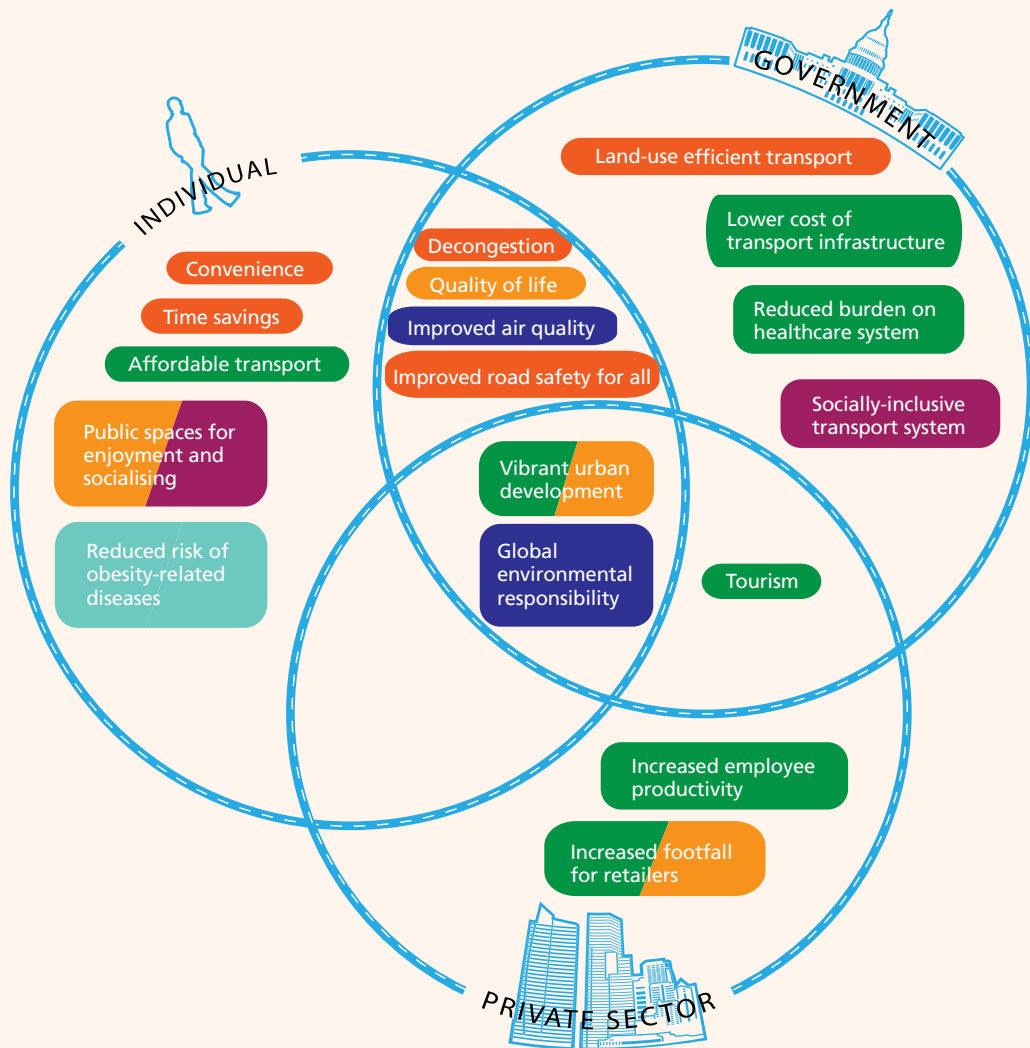 GOVERNMENT
INDIVIDUAL
Land-use efficient transport
Lower cost of
transport infrastructure
Reduced burden on
healthcare system
Socially-inclusive
transport system
Convenience
Time savings
Affordable transport
Public spaces for
enjoyment and
socialising
Reduced risk of
obesity-related
diseases
Decongestion
Quality of life
Improved air quality
Improved road safety for all
Vibrant urban
development
Global
environmental
responsibility
Tourism
Increased employee
productivity
Increased footfall
for retailers
PRIVATE SECTOR